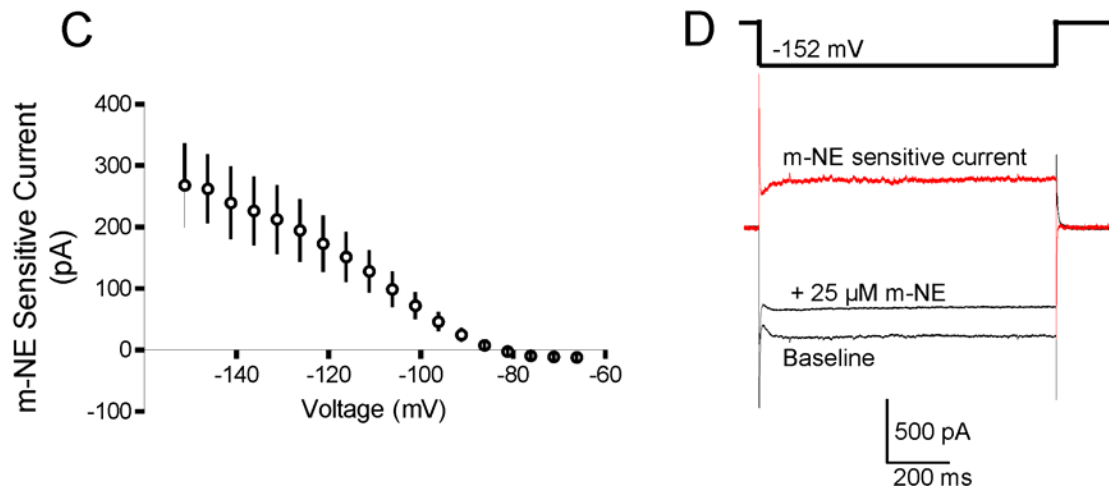 C
m-NE Sensitive Current
(pA)
400
300
200
100
0
-100
-140
-120
-100
-80
-60
Voltage (mV)
D
-152 mV
m-NE sensitive current
+ 25 µM m-NE
Baseline
500 pA
200 ms